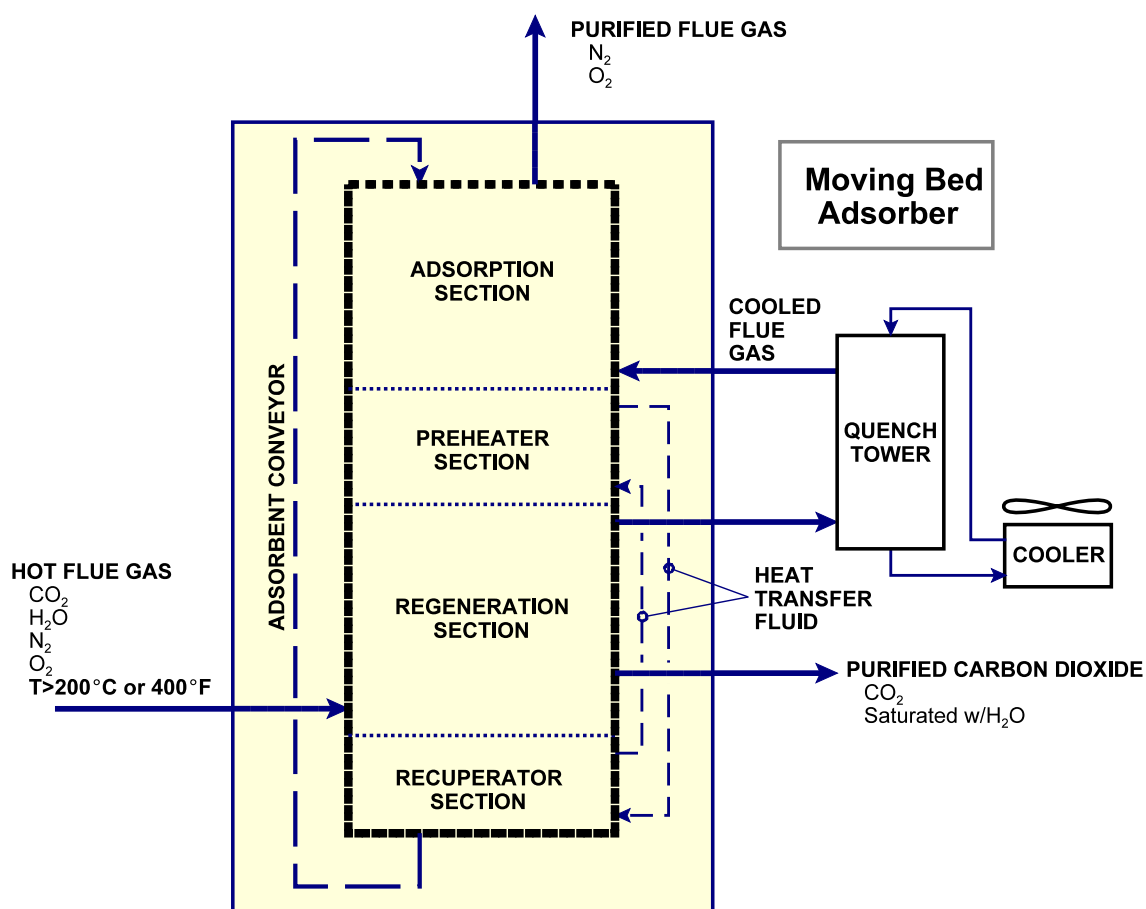 PURIFIED FLUE GAS
N₂
O₂
Moving Bed
Adsorber
ADSORPTION
SECTION
COOLED
FLUE
GAS
ADSORBENT CONVEYOR
PREHEATER
SECTION
QUENCH
TOWER
COOLER
HOT FLUE GAS
CO₂
H₂O
N₂
O₂
T>200°C or 400°F
REGENERATION
SECTION
HEAT
TRANSFER
FLUID
PURIFIED CARBON DIOXIDE
CO₂
Saturated w/H₂O
RECUPERATOR
SECTION